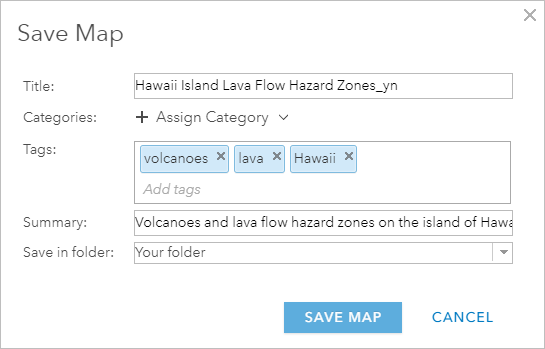 Save Map
Title: Hawaii Island Lava Flow Hazard Zones_yn
Categories: + Assign Category
Tags: volcanoes × lava × Hawaii ×
Add tags
Summary: Volcanoes and lava flow hazard zones on the island of
Save in folder: Your folder
SAVE MAP CANCEL